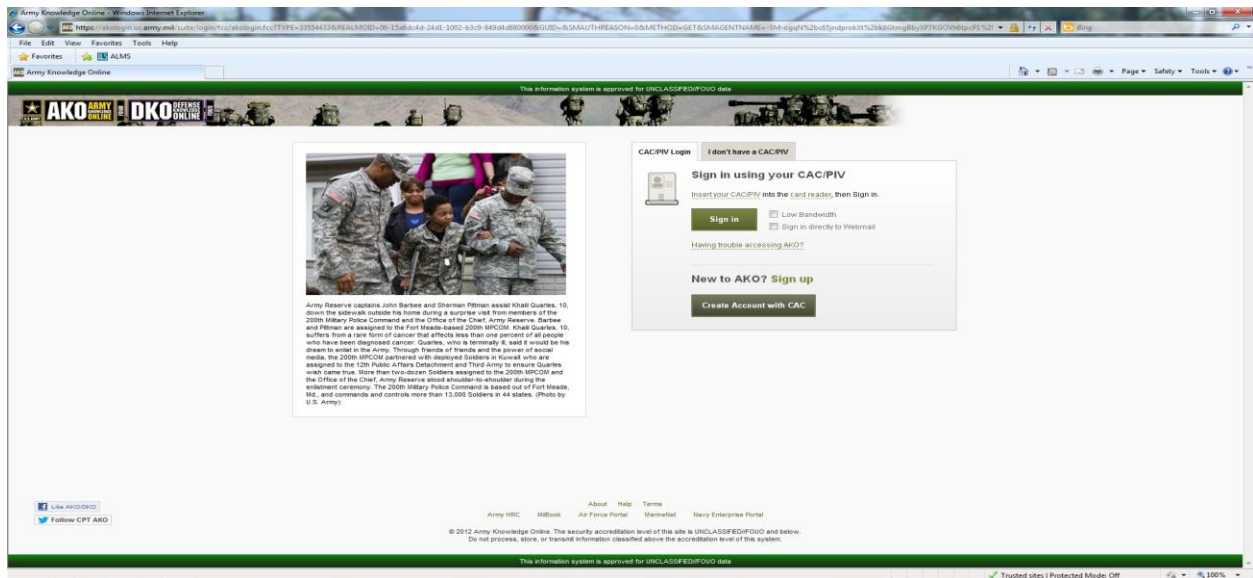 Army Knowledge Online - Windows Internet Explorer
File Edit View Favorites Tools Help
Bing
Favorites ALMS
Army Knowledge Online
Page Safety Tools
This information system is approved for UNCLASSIFIED//FOUO data
AKO ARMY KNOWLEDGE ONLINE DKO DEFENSE KNOWLEDGE ONLINE
CAC/PIV Login I don't have a CAC/PIV
Sign in using your CAC/PIV
Insert your CAC/PIV into the card reader, then Sign in.
Sign in
Low Bandwidth
Sign in directly to Webmail
Having trouble accessing AKO?
New to AKO? Sign up
Create Account with CAC
Army Reserve captains John Barbee and Sherman Pittman assist Khalil Quarles, 10,
down the sidewalk outside his home during a surprise visit from members of the
200th Military Police Command and the Office of the Chief, Army Reserve. Barbee
and Pittman are assigned to the Fort Meade-based 200th MPCOM. Khalil Quarles, 10,
suffers from a rare form of cancer that affects less than one percent of all people
who have been diagnosed cancer. Quarles, who is terminally ill, said it would be his
dream to enlist in the Army. Through friends of friends and the power of social
media, the 200th MPCOM partnered with deployed Soldiers in Kuwait who are
assigned to the 12th Public Affairs Detachment and Third Army to ensure Quarles
wish came true. More than two-dozen Soldiers assigned to the 200th MPCOM and
the Office of the Chief, Army Reserve stood shoulder-to-shoulder during the
enlistment ceremony. The 200th Military Police Command is based out of Fort Meade,
Md., and commands and controls more than 13,000 Soldiers in 44 states. (Photo by
U.S. Army)
Like AKO/DKO
Follow CPT AKO
About Help Terms
Army HRC MilBook Air Force Portal MarineNet Navy Enterprise Portal
© 2012 Army Knowledge Online. The security accreditation level of this site is UNCLASSIFIED//FOUO and below.
Do not process, store, or transmit information classified above the accreditation level of this system.
This information system is approved for UNCLASSIFIED//FOUO data
Trusted sites | Protected Mode: Off 100%